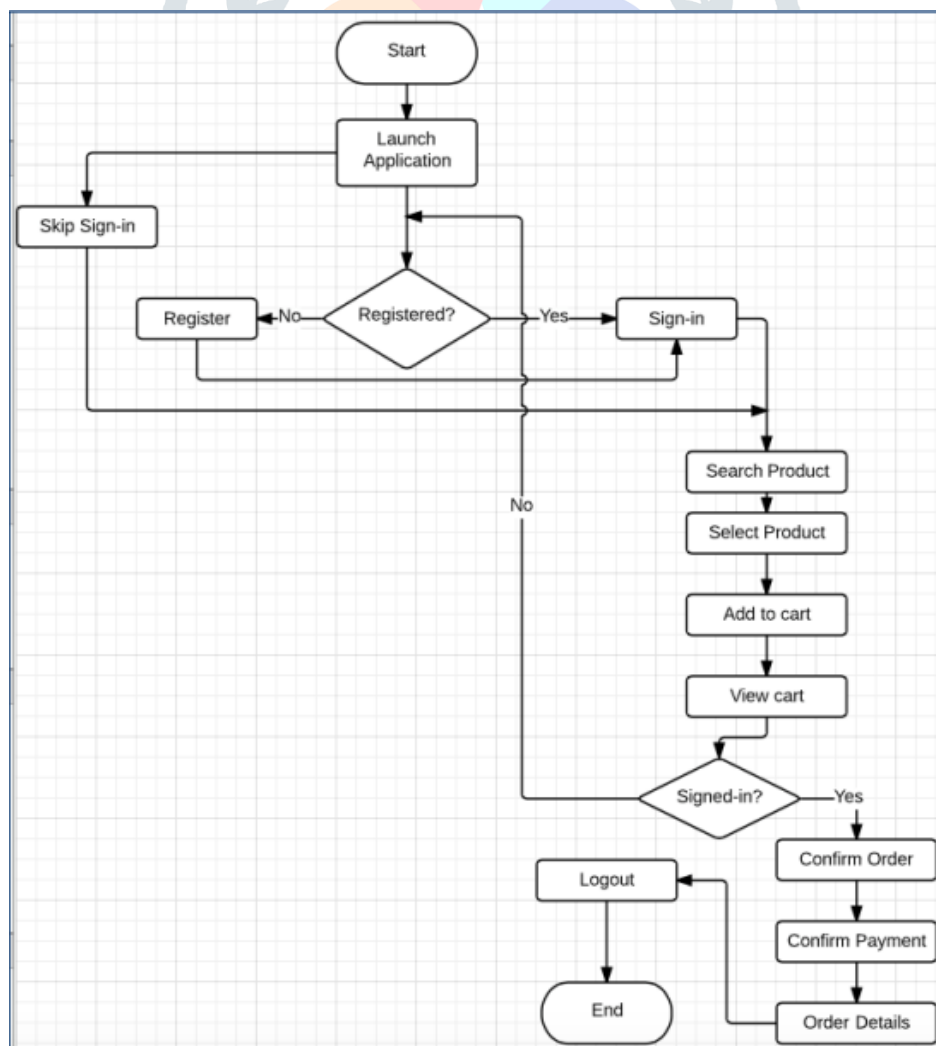 Start
Launch
Application
Skip Sign-in
Register
No
Registered?
Yes
Sign-in
Search Product
No
Select Product
Add to cart
View cart
Signed-in?
Yes
Confirm Order
Logout
Confirm Payment
End
Order Details